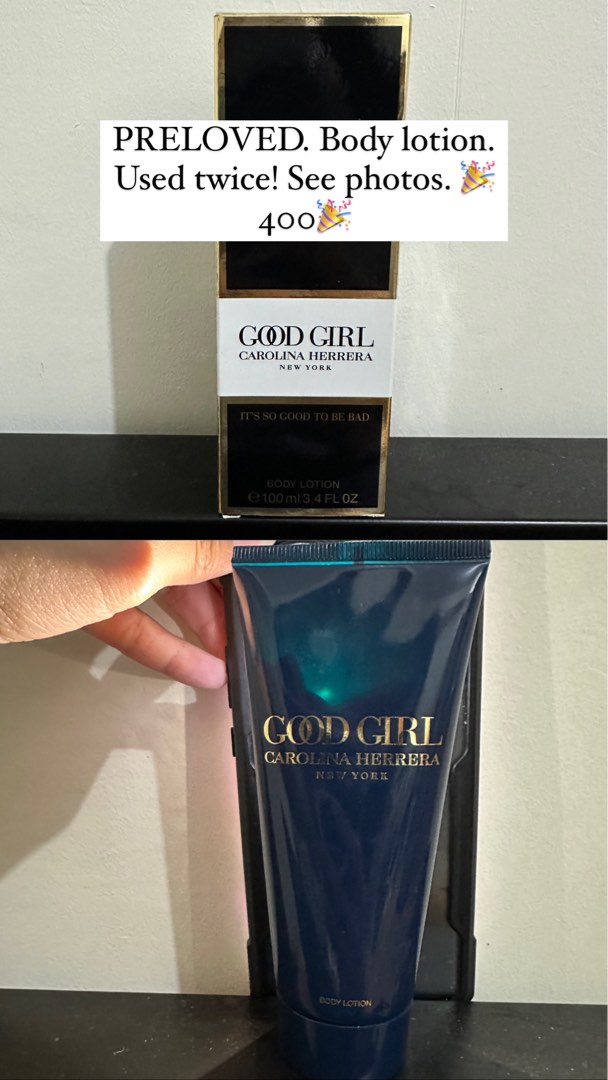 PRELOVED. Body lotion.
Used twice! See photos. 🎉
400🎉
GOOD GIRL
CAROLINA HERRERA
NEW YORK
IT'S SO GOOD TO BE BAD
BODY LOTION
℮100 ml 3.4 FL OZ
GOOD GIRL
CAROLINA HERRERA
NEW YORK
BODY LOTION